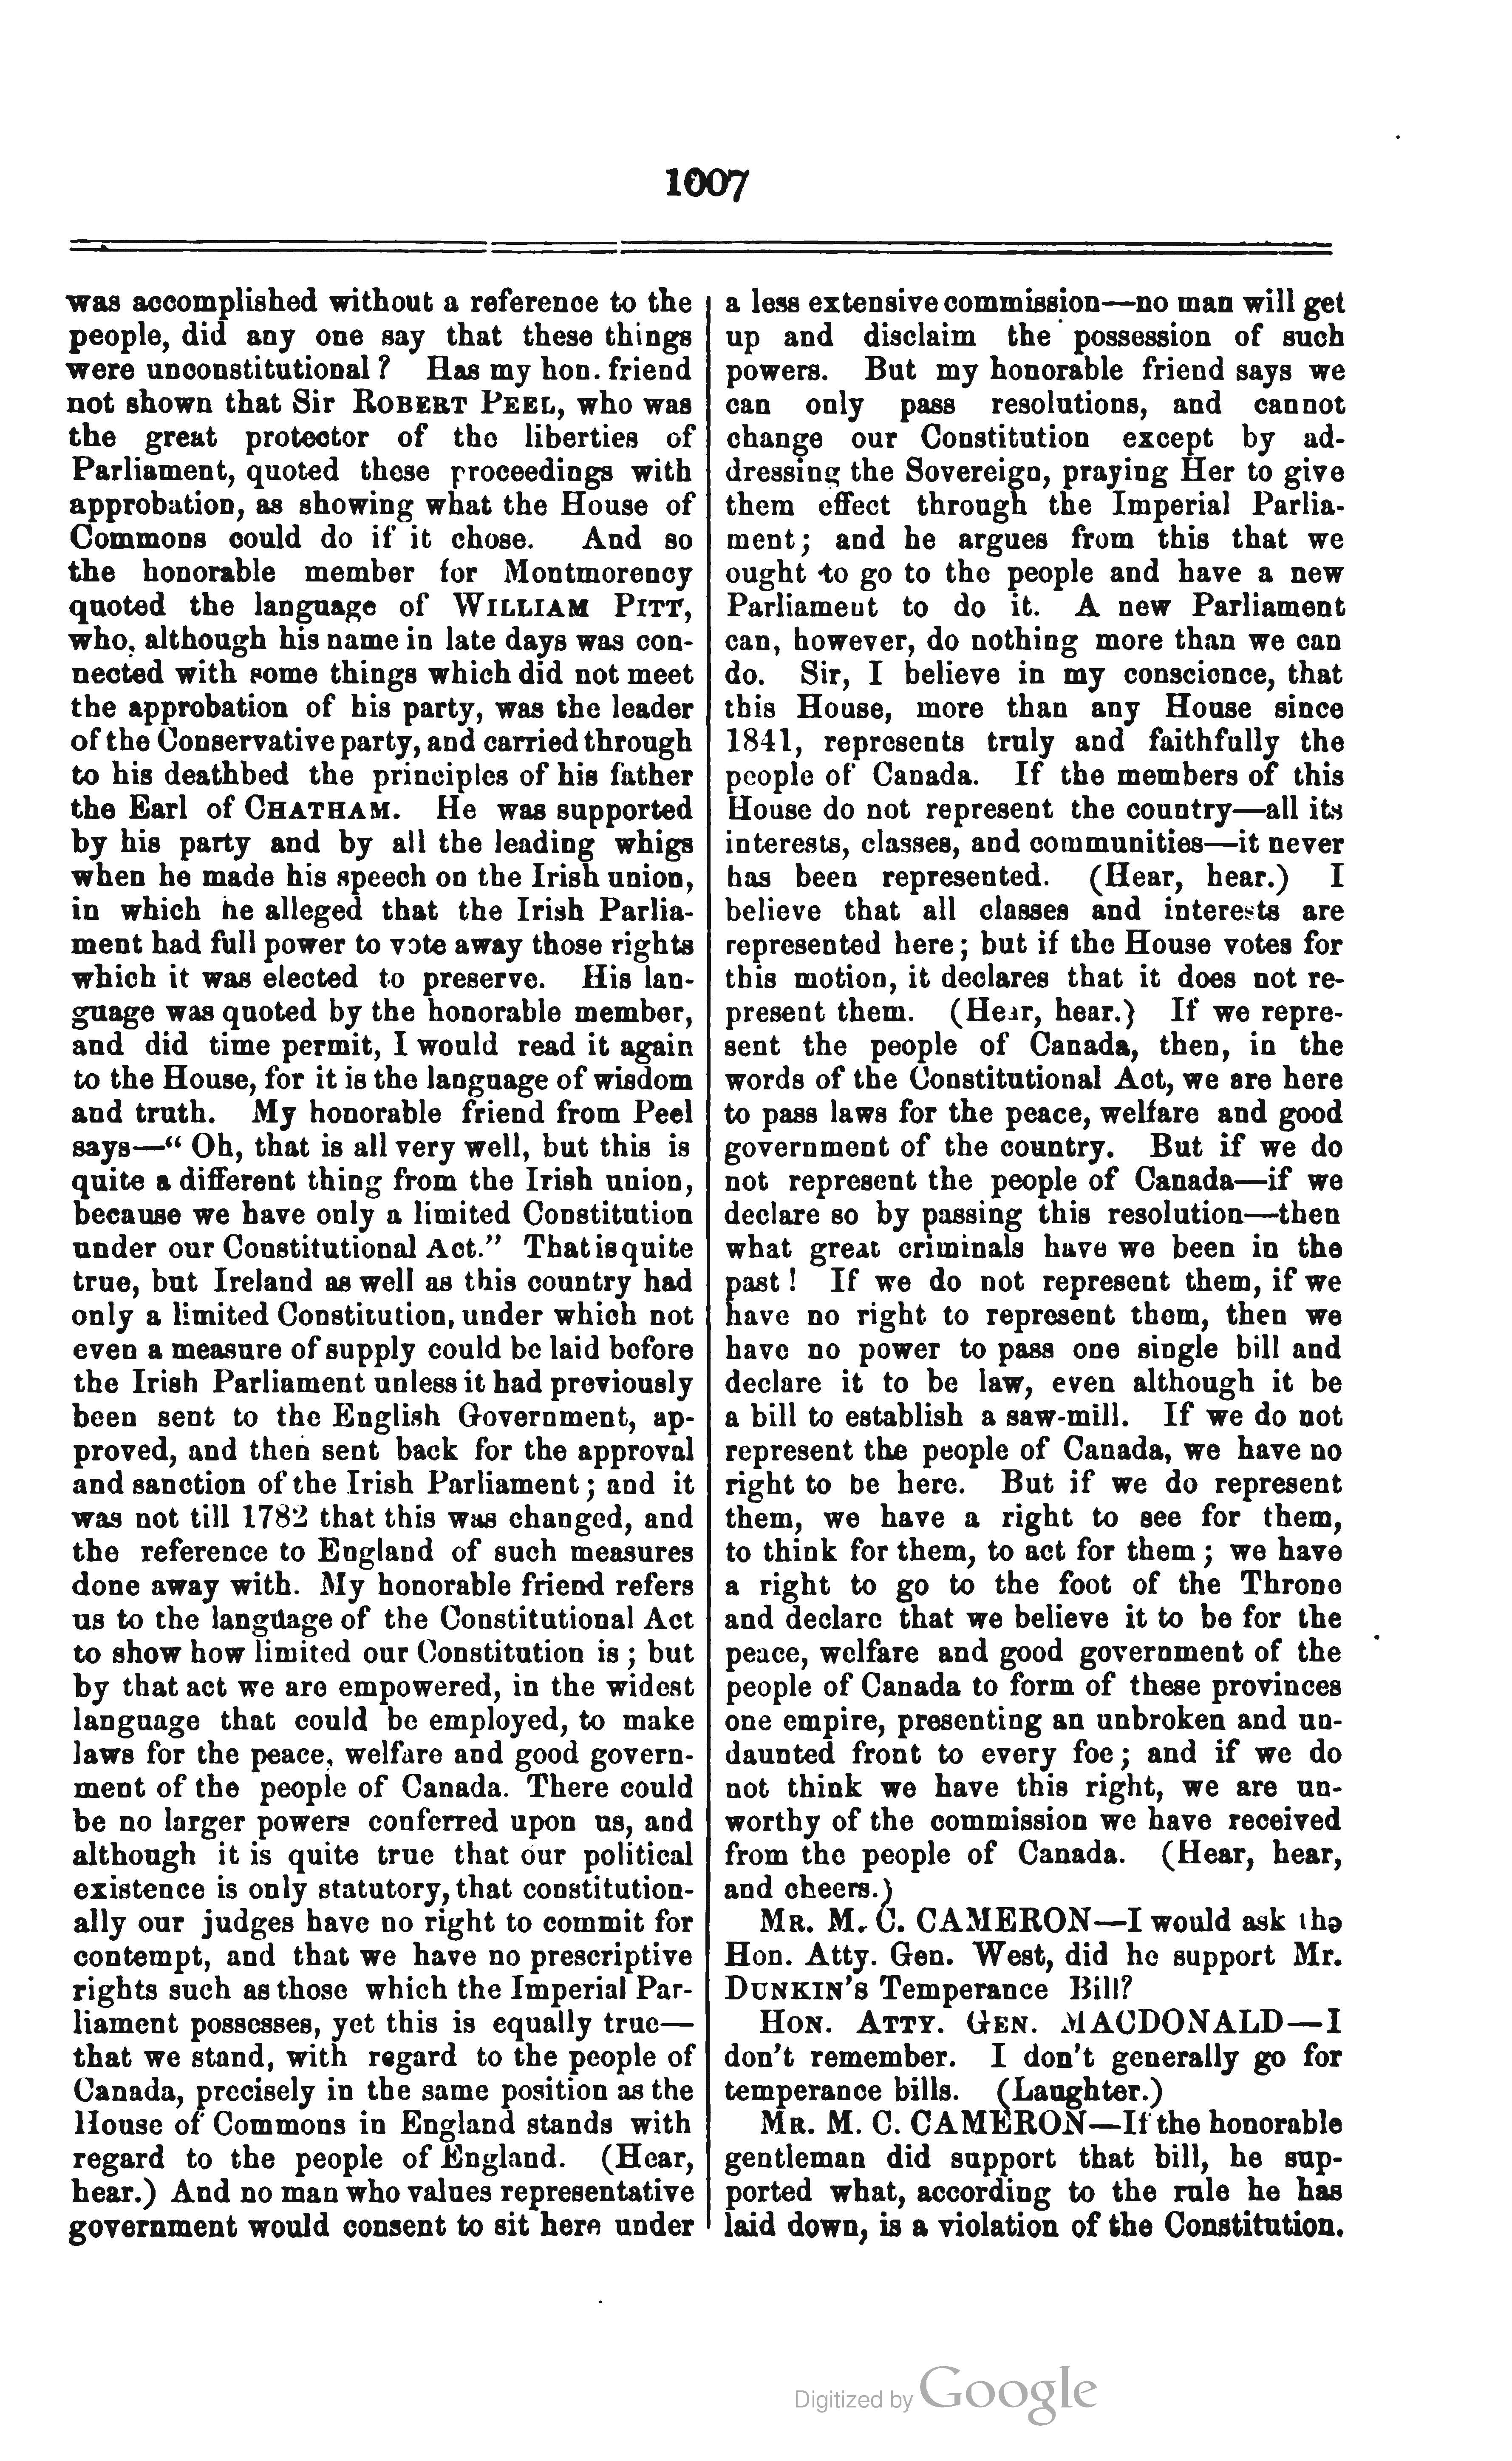 1007
was accomplished without a reference to the
people, did any one say that these things
were unconstitutional? Has my hon. friend
not shown that Sir ROBERT PEEL, who was
the great protector of the liberties of
Parliament, quoted these proceedings with
approbation, as showing what the House of
Commons could do if it chose. And so
the honorable member for Montmorency
quoted the language of WILLIAM PITT,
who, although his name in late days was con-
nected with some things which did not meet
the approbation of his party, was the leader
of the Conservative party, and carried through
to his deathbed the principles of his father
the Earl of CHATHAM. He was supported
by his party and by all the leading whigs
when he made his speech on the Irish union,
in which he alleged that the Irish Parlia-
ment had full power to vote away those rights
which it was elected to preserve. His lan-
guage was quoted by the honorable member,
and did time permit, I would read it again
to the House, for it is the language of wisdom
and truth. My honorable friend from Peel
says—“ Oh, that is all very well, but this is
quite a different thing from the Irish union,
because we have only a limited Constitution
under our Constitutional Act.” That is quite
true, but Ireland as well as this country had
only a limited Constitution, under which not
even a measure of supply could be laid before
the Irish Parliament unless it had previously
been sent to the English Government, ap-
proved, and then sent back for the approval
and sanction of the Irish Parliament; and it
was not till 1782 that this was changed, and
the reference to England of such measures
done away with. My honorable friend refers
us to the language of the Constitutional Act
to show how limited our Constitution is; but
by that act we are empowered, in the widest
language that could be employed, to make
laws for the peace, welfare and good govern-
ment of the people of Canada. There could
be no larger powers conferred upon us, and
although it is quite true that our political
existence is only statutory, that constitution-
ally our judges have no right to commit for
contempt, and that we have no prescriptive
rights such as those which the Imperial Par-
liament possesses, yet this is equally true—
that we stand, with regard to the people of
Canada, precisely in the same position as the
House of Commons in England stands with
regard to the people of England. (Hear,
hear.) And no man who values representative
government would consent to sit here under
a less extensive commission—no man will get
up and disclaim the possession of such
powers. But my honorable friend says we
can only pass resolutions, and cannot
change our Constitution except by ad-
dressing the Sovereign, praying Her to give
them effect through the Imperial Parlia-
ment; and he argues from this that we
ought to go to the people and have a new
Parliament to do it. A new Parliament
can, however, do nothing more than we can
do. Sir, I believe in my conscience, that
this House, more than any House since
1841, represents truly and faithfully the
people of Canada. If the members of this
House do not represent the country—all its
interests, classes, and communities—it never
has been represented. (Hear, hear.) I
believe that all classes and interests are
represented here; but if the House votes for
this motion, it declares that it does not re-
present them. (Hear, hear.) If we repre-
sent the people of Canada, then, in the
words of the Constitutional Act, we are here
to pass laws for the peace, welfare and good
government of the country. But if we do
not represent the people of Canada—if we
declare so by passing this resolution—then
what great criminals have we been in the
past! If we do not represent them, if we
have no right to represent them, then we
have no power to pass one single bill and
declare it to be law, even although it be
a bill to establish a saw-mill. If we do not
represent the people of Canada, we have no
right to be here. But if we do represent
them, we have a right to see for them,
to think for them, to act for them; we have
a right to go to the foot of the Throne
and declare that we believe it to be for the
peace, welfare and good government of the
people of Canada to form of these provinces
one empire, presenting an unbroken and un-
daunted front to every foe; and if we do
not think we have this right, we are un-
worthy of the commission we have received
from the people of Canada. (Hear, hear,
and cheers.)
MR. M. C. CAMERON—I would ask the
Hon. Atty. Gen. West, did he support Mr.
DUNKIN'S Temperance Bill?
HON. ATTY. GEN. MACDONALD—I
don't remember. I don't generally go for
temperance bills. (Laughter.)
MR. M. C. CAMERON—If the honorable
gentleman did support that bill, he sup-
ported what, according to the rule he has
laid down, is a violation of the Constitution.
Digitized by Google